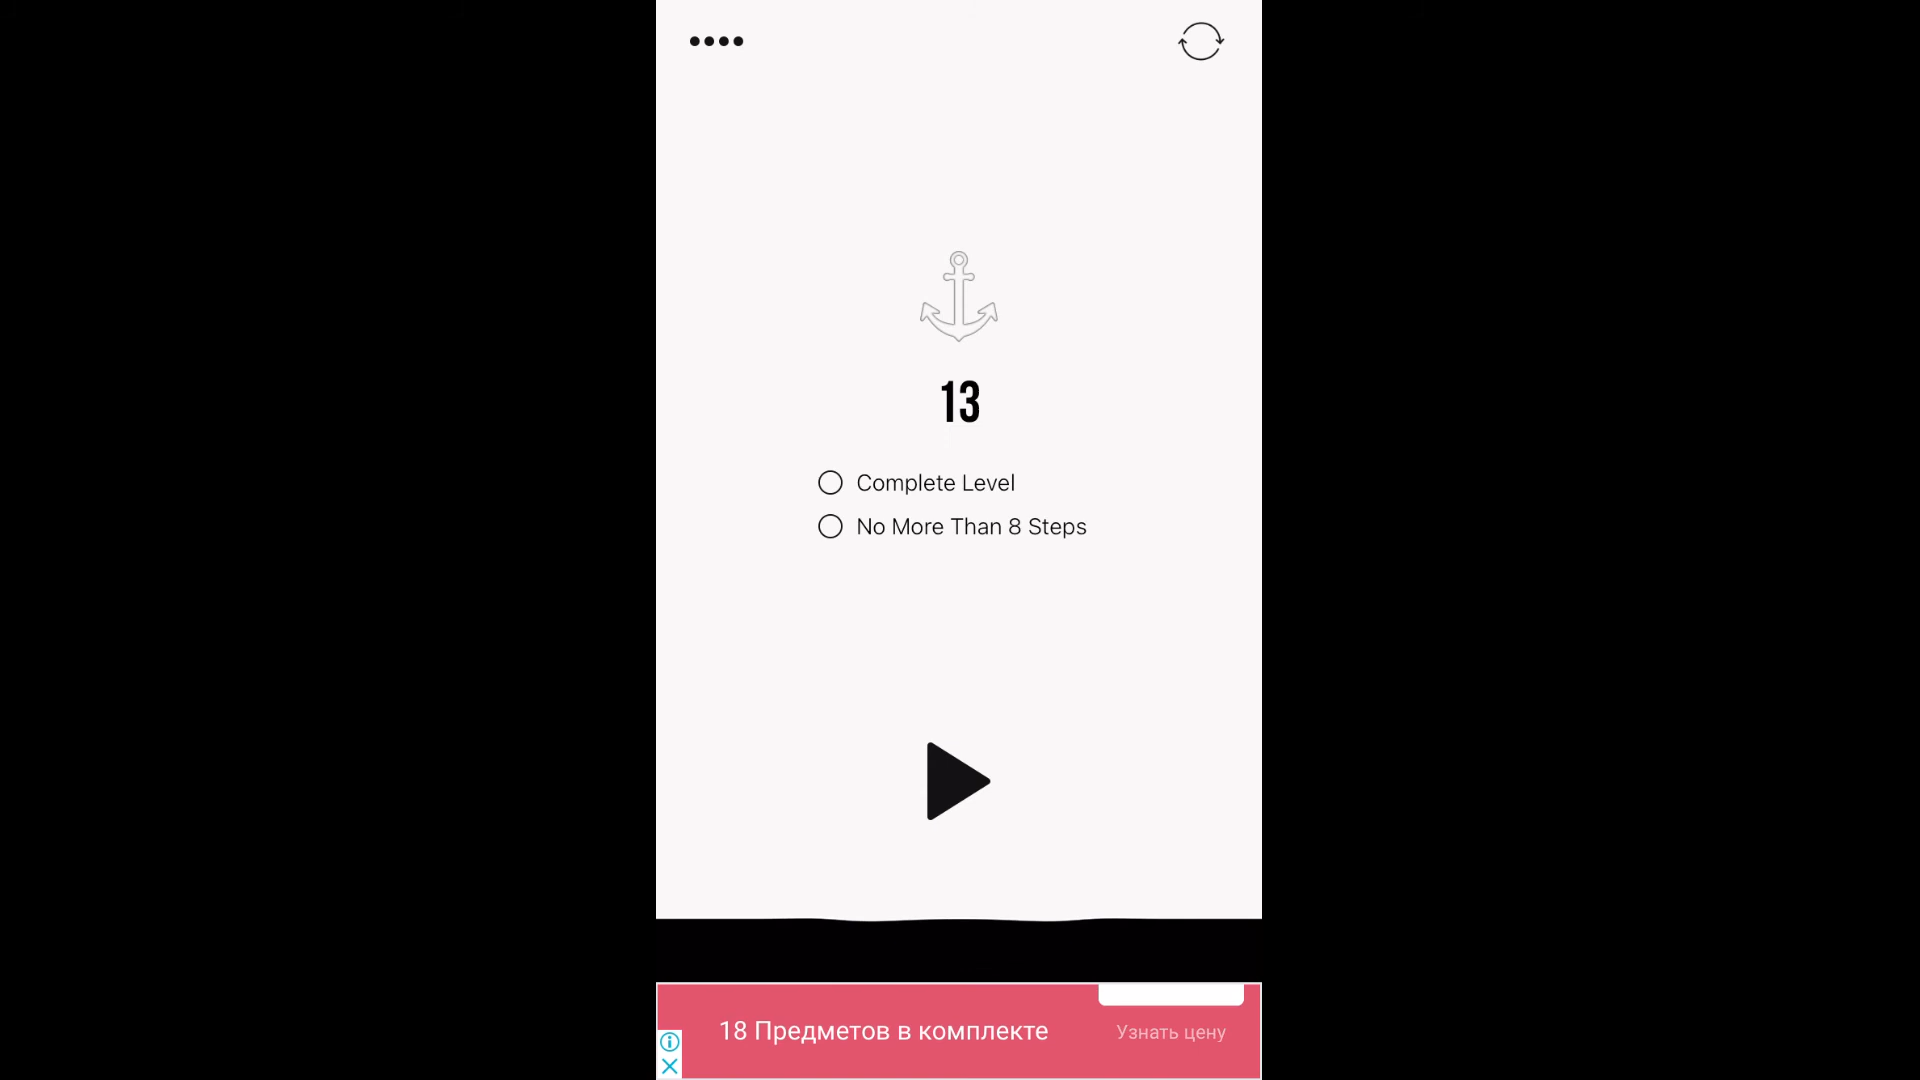 13
Complete Level
No More Than 8 Steps
18 Предметов в комплекте
Узнать цену